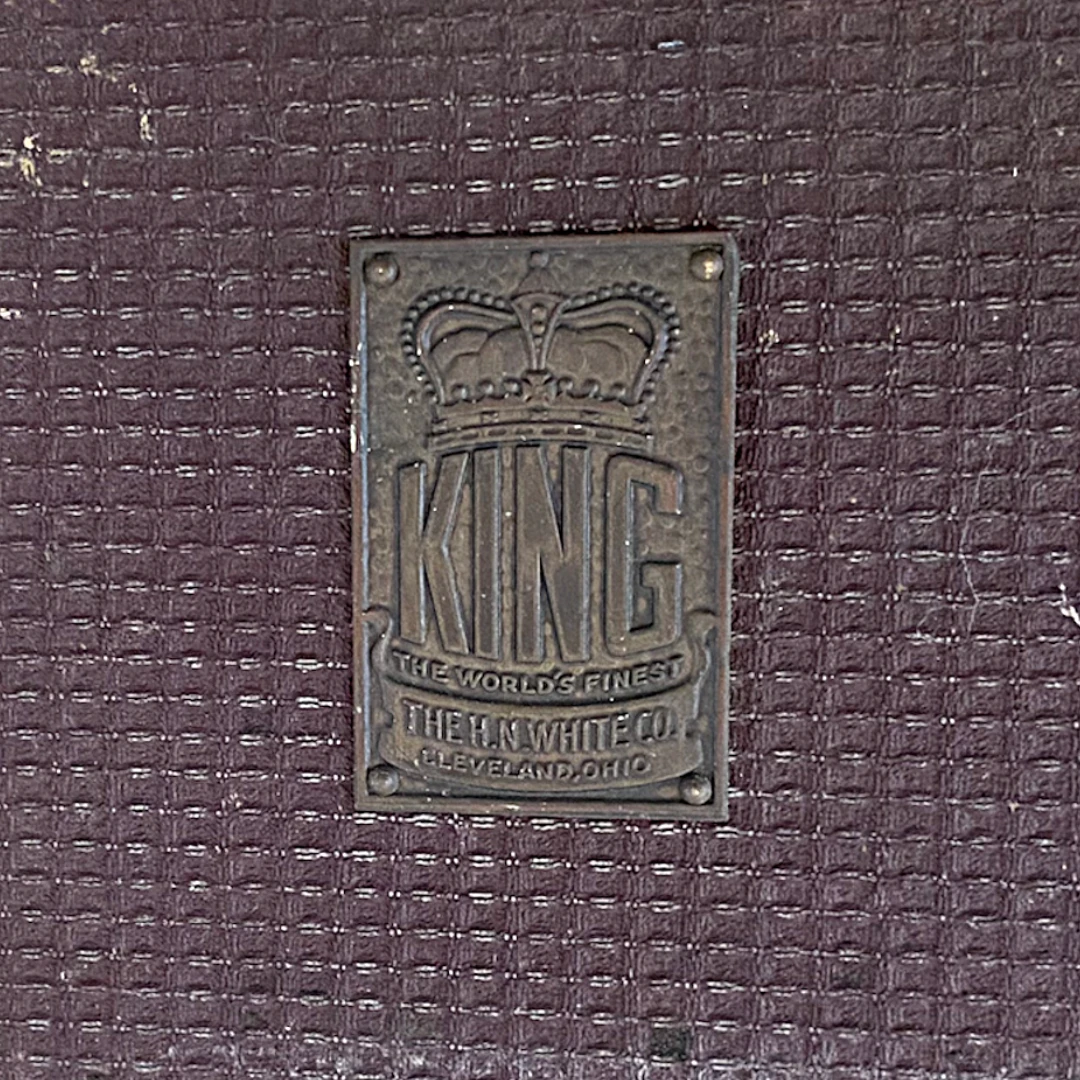 KING
THE WORLD'S FINEST
THE H.N. WHITE CO.
CLEVELAND, OHIO